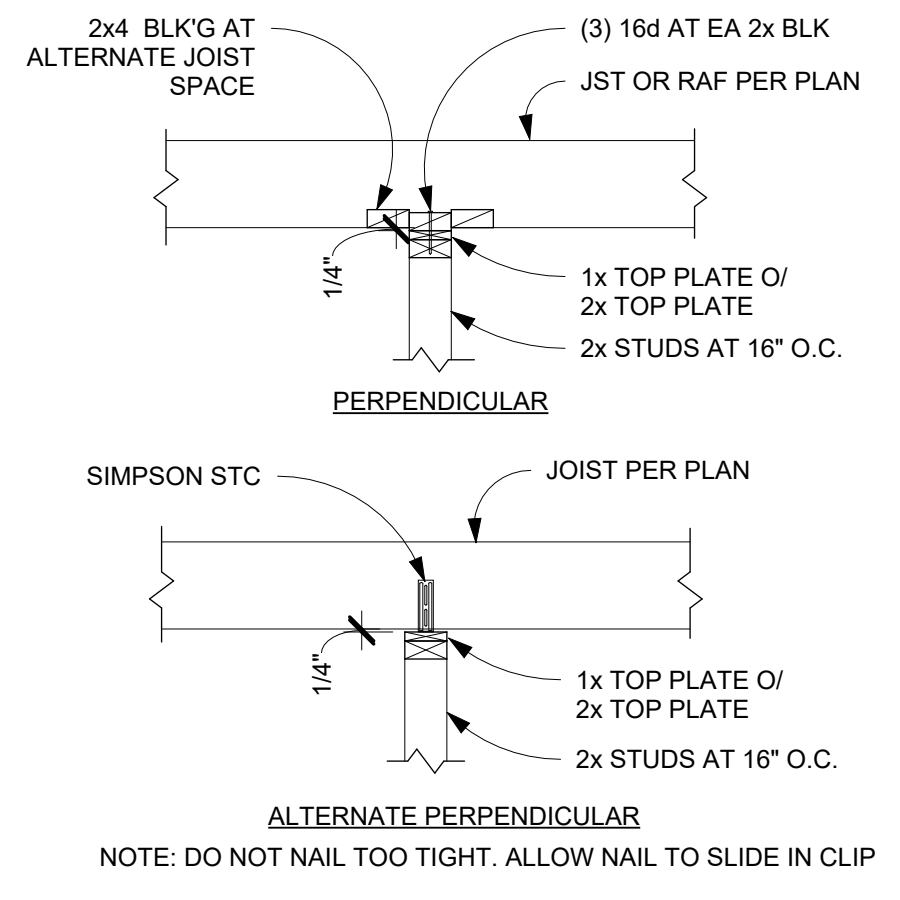 2x4 BLK'G AT
ALTERNATE JOIST
SPACE
(3) 16d AT EA 2x BLK
JST OR RAF PER PLAN
1/4"
1x TOP PLATE O/
2x TOP PLATE
2x STUDS AT 16" O.C.
PERPENDICULAR
SIMPSON STC
JOIST PER PLAN
1/4"
1x TOP PLATE O/
2x TOP PLATE
2x STUDS AT 16" O.C.
ALTERNATE PERPENDICULAR
NOTE: DO NOT NAIL TOO TIGHT. ALLOW NAIL TO SLIDE IN CLIP